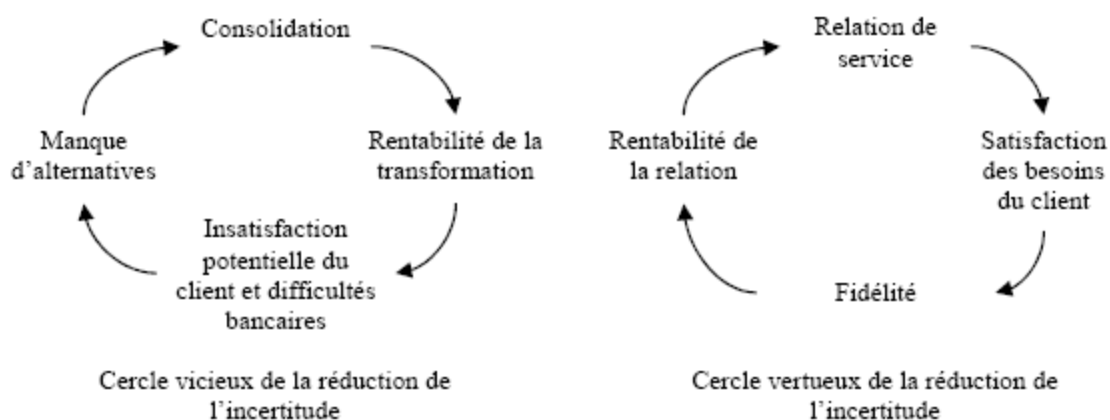 Consolidation
Rentabilité de la
transformation
Insatisfaction
potentielle du
client et difficultés
bancaires
Manque
d’alternatives
Cercle vicieux de la réduction de
l’incertitude
Relation de
service
Satisfaction
des besoins
du client
Fidélité
Rentabilité de
la relation
Cercle vertueux de la réduction de
l’incertitude